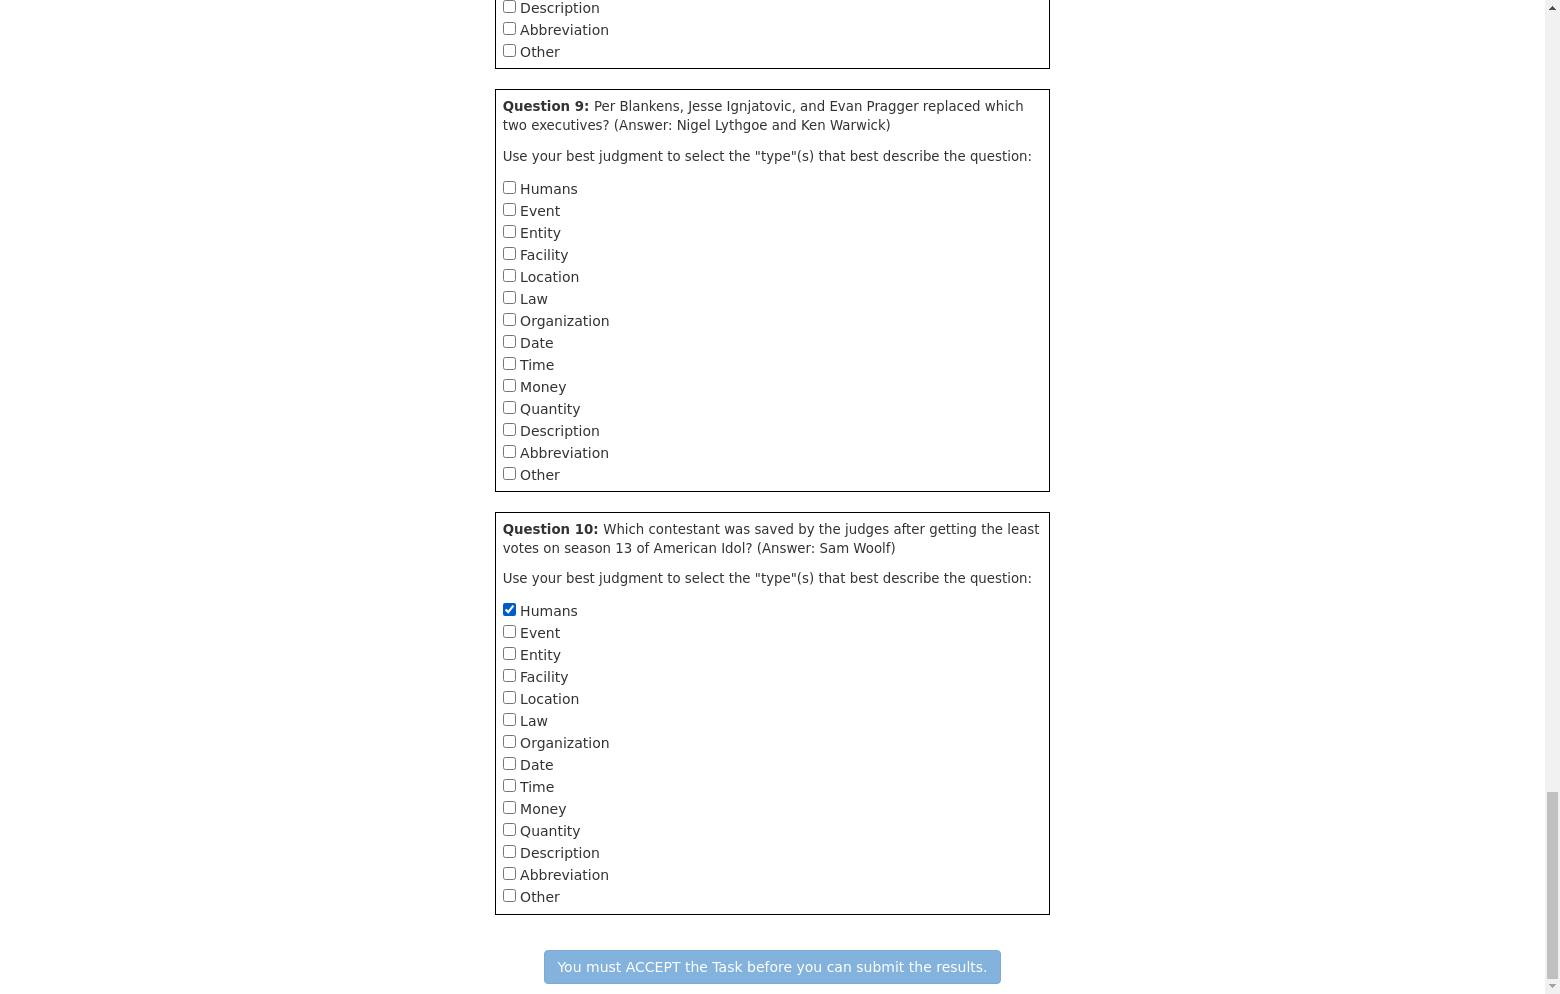 Description
Abbreviation
Other
Question 9: Per Blankens, Jesse Ignjatovic, and Evan Pragger replaced which
two executives? (Answer: Nigel Lythgoe and Ken Warwick)
Use your best judgment to select the "type"(s) that best describe the question:
Humans
Event
Entity
Facility
Location
Law
Organization
Date
Time
Money
Quantity
Description
Abbreviation
Other
Question 10: Which contestant was saved by the judges after getting the least
votes on season 13 of American Idol? (Answer: Sam Woolf)
Use your best judgment to select the "type"(s) that best describe the question:
Humans
Event
Entity
Facility
Location
Law
Organization
Date
Time
Money
Quantity
Description
Abbreviation
Other
You must ACCEPT the Task before you can submit the results.